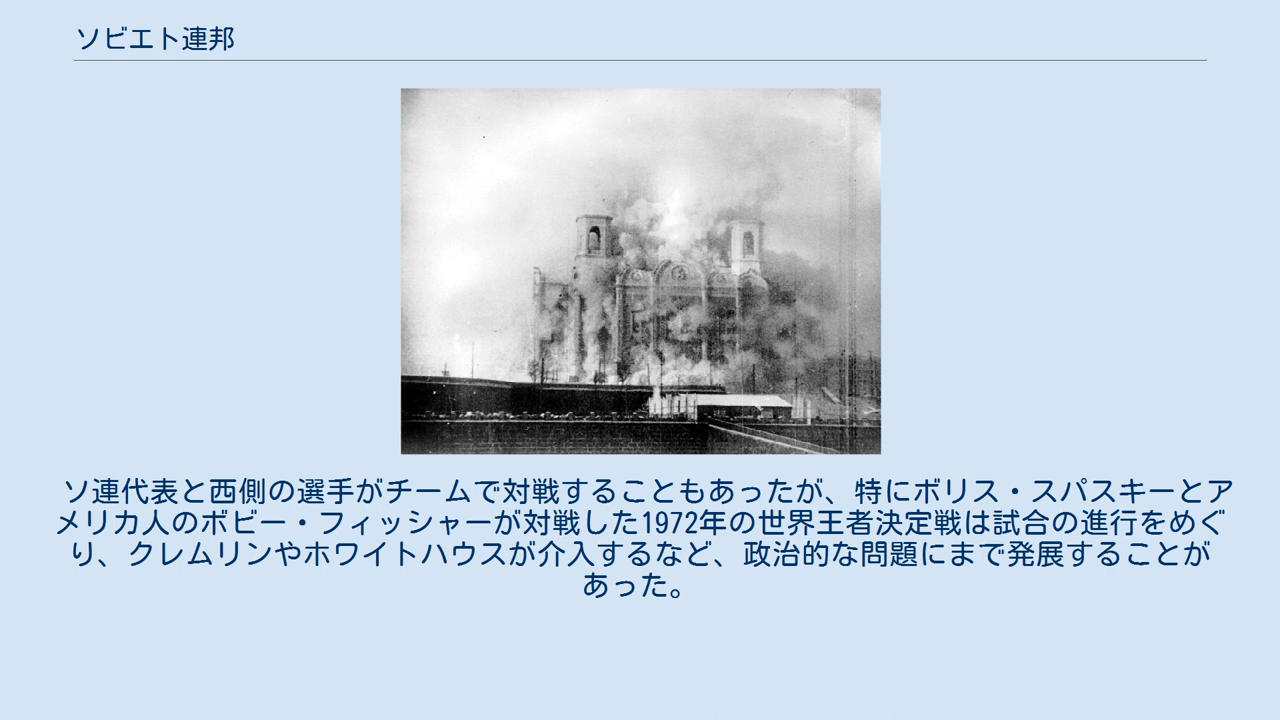 ソビエト連邦
ソ連代表と西側の選手がチームで対戦することもあったが、特にボリス・スパスキーとア
メリカ人のボビー・フィッシャーが対戦した1972年の世界王者決定戦は試合の進行をめぐ
り、クレムリンやホワイトハウスが介入するなど、政治的な問題にまで発展することが
あった。